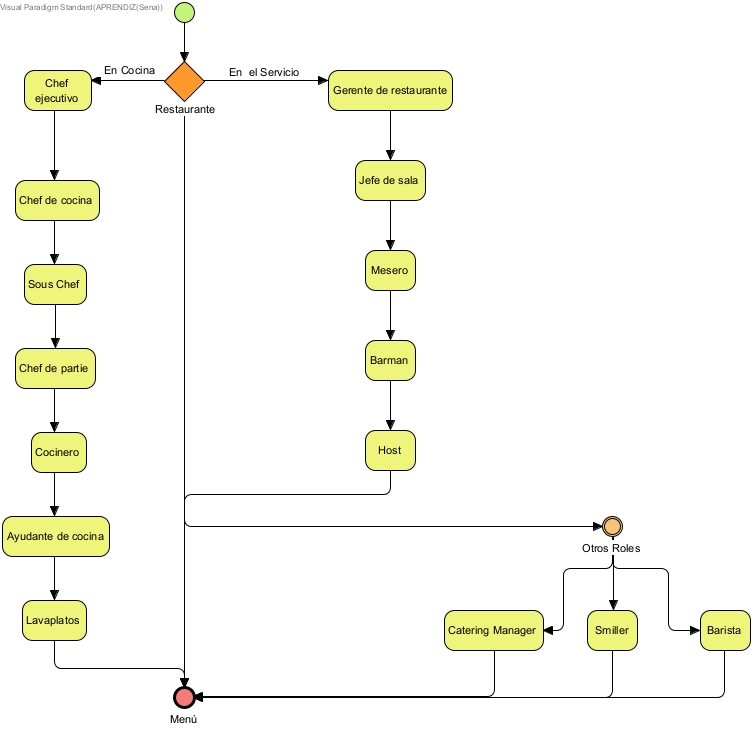 Visual Paradigm Standard(APRENDIZ(Sena))
En Cocina
En el Servicio
Restaurante
Chef
ejecutivo
Chef de cocina
Sous Chef
Chef de partie
Cocinero
Ayudante de cocina
Lavaplatos
Gerente de restaurante
Jefe de sala
Mesero
Barman
Host
Otros Roles
Catering Manager
Smiller
Barista
Menú